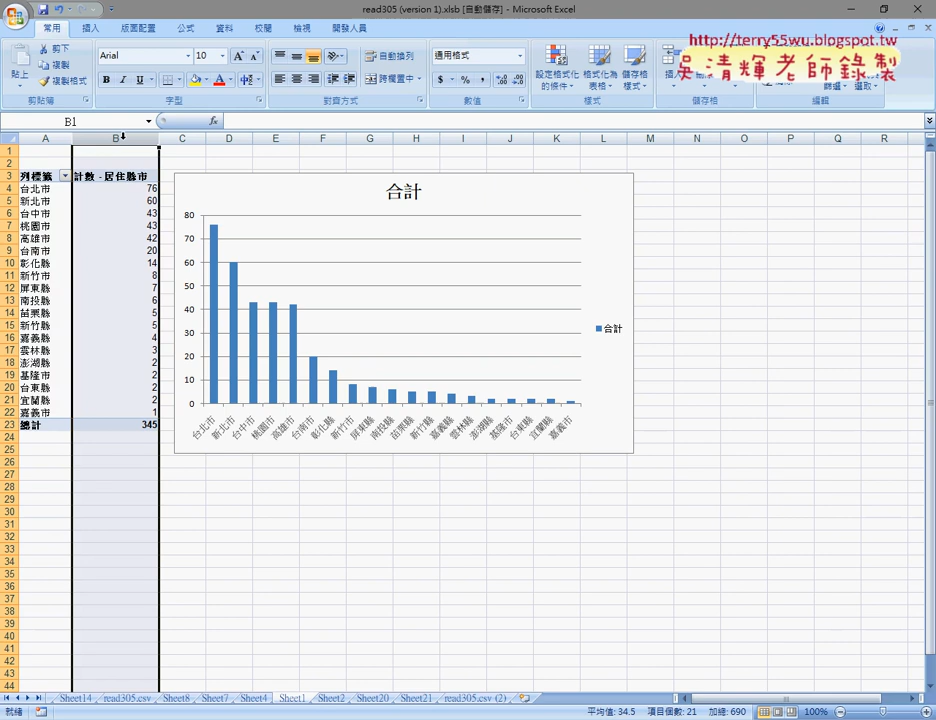 read305 (version 1).xlsb [自動儲存] - Microsoft Excel
常用 插入 版面配置 公式 資料 校閱 檢視 開發人員
http://terry55wu.blogspot.tw
吳清輝老師錄製
貼上 剪下 複製 複製格式
Arial 10
自動排列 跨欄置中
通用格式
設定格式化的條件 格式化為表格 儲存格樣式
剪貼簿 字型 對齊方式 數值 樣式 儲存格 編輯
B1 fx
A B C D E F G H I J K L M N O P Q R
列標籤 計數 - 居住縣市
台北市 76
新北市 60
台中市 43
桃園市 43
高雄市 42
台南市 20
彰化縣 14
新竹市 8
屏東縣 7
南投縣 6
苗栗縣 5
新竹縣 5
嘉義縣 4
雲林縣 3
澎湖縣 2
基隆市 2
台東縣 2
宜蘭縣 2
嘉義市 1
總計 345
合計
80
70
60
50
40
30
20
10
0
台北市 新北市 台中市 桃園市 高雄市 台南市 彰化縣 新竹市 屏東縣 南投縣 苗栗縣 新竹縣 嘉義縣 雲林縣 澎湖縣 基隆市 台東縣 宜蘭縣 嘉義市
合計
Sheet14 read305.csv Sheet8 Sheet7 Sheet4 Sheet1 Sheet2 Sheet20 Sheet21 read305.csv (2)
就緒 平均值: 34.5 項目個數: 21 加總: 690 100%